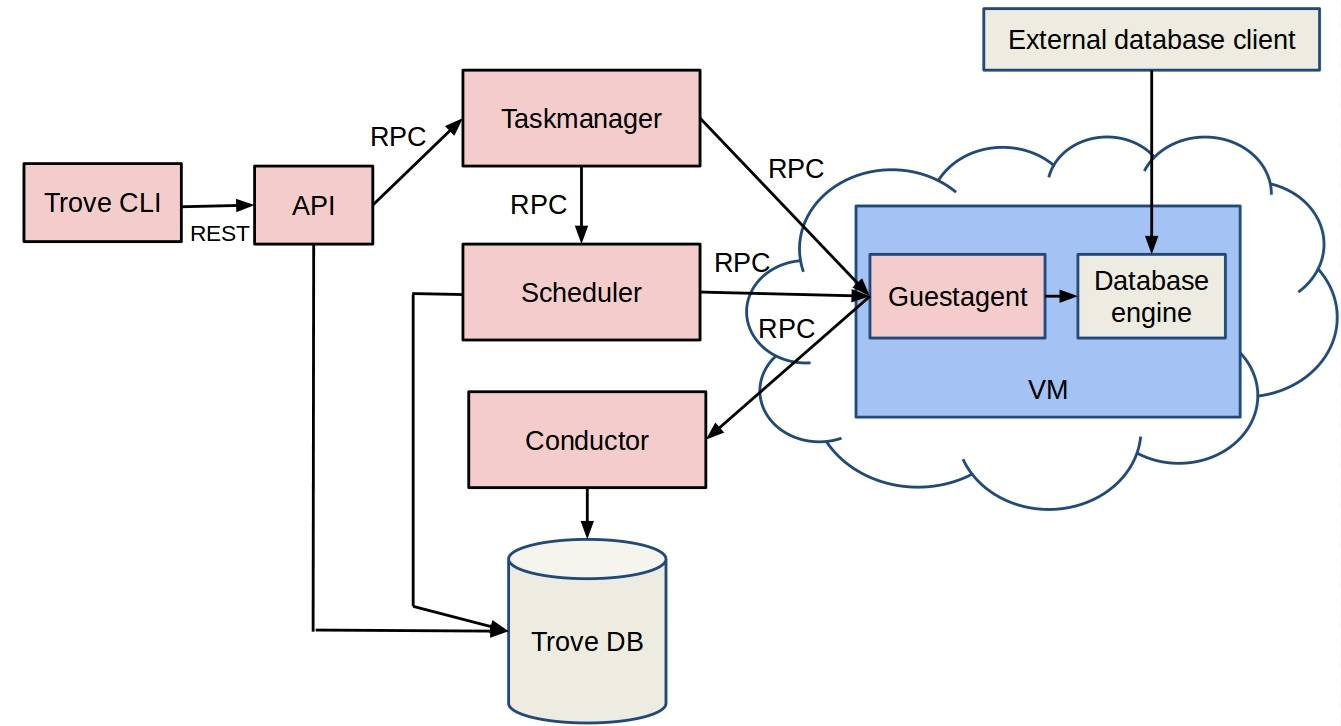 External database client
Taskmanager
RPC
RPC
Trove CLI
API
RPC
REST
Scheduler
RPC
Guestagent
Database
engine
RPC
VM
Conductor
Trove DB